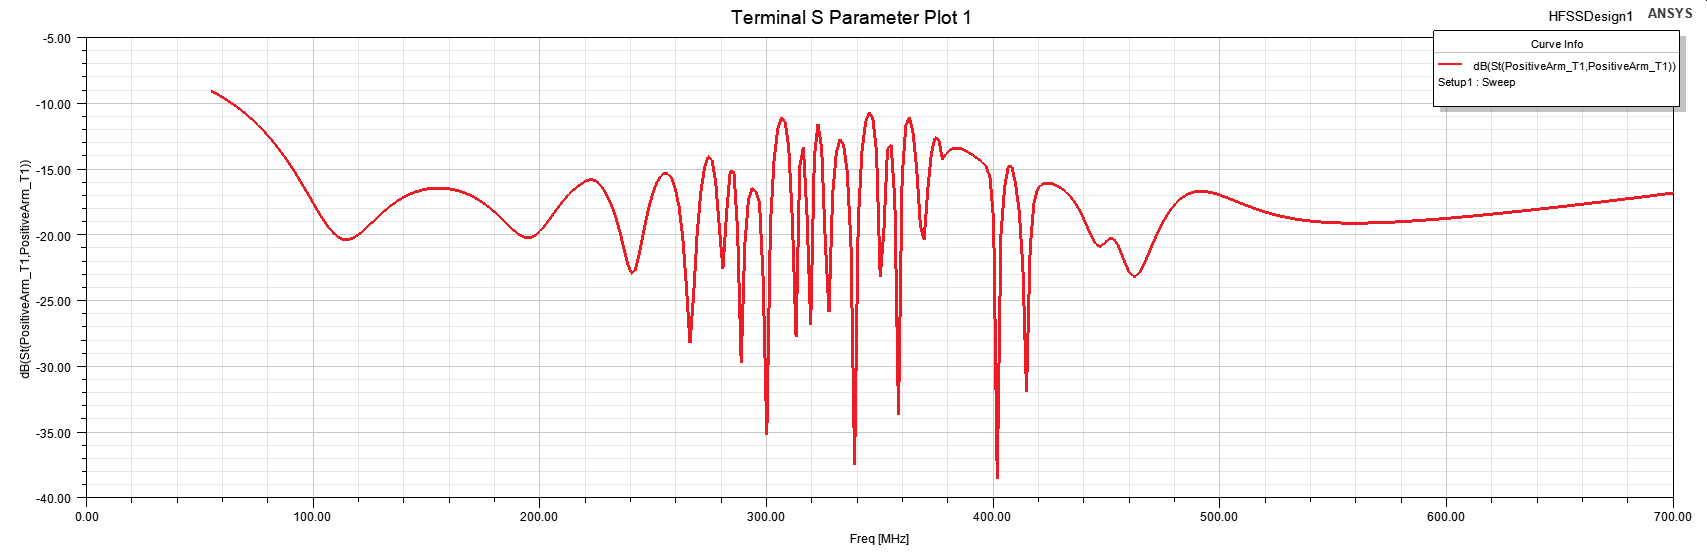 Terminal S Parameter Plot 1
HFSSDesign1
ANSYS
Curve Info
dB(St(PositiveArm_T1,PositiveArm_T1))
Setup1 : Sweep
dB(St(PositiveArm_T1,PositiveArm_T1))
-5.00
-10.00
-15.00
-20.00
-25.00
-30.00
-35.00
-40.00
0.00
100.00
200.00
300.00
400.00
500.00
600.00
700.00
Freq [MHz]